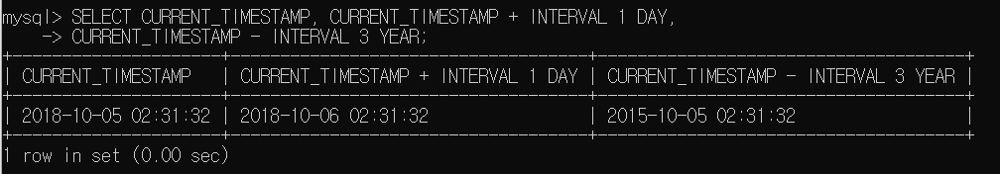 mysql> SELECT CURRENT_TIMESTAMP, CURRENT_TIMESTAMP + INTERVAL 1 DAY,
    -> CURRENT_TIMESTAMP - INTERVAL 3 YEAR;
+---------------------+------------------------------------+-------------------------------------+
| CURRENT_TIMESTAMP   | CURRENT_TIMESTAMP + INTERVAL 1 DAY | CURRENT_TIMESTAMP - INTERVAL 3 YEAR |
+---------------------+------------------------------------+-------------------------------------+
| 2018-10-05 02:31:32 | 2018-10-06 02:31:32                | 2015-10-05 02:31:32                 |
+---------------------+------------------------------------+-------------------------------------+
1 row in set (0.00 sec)